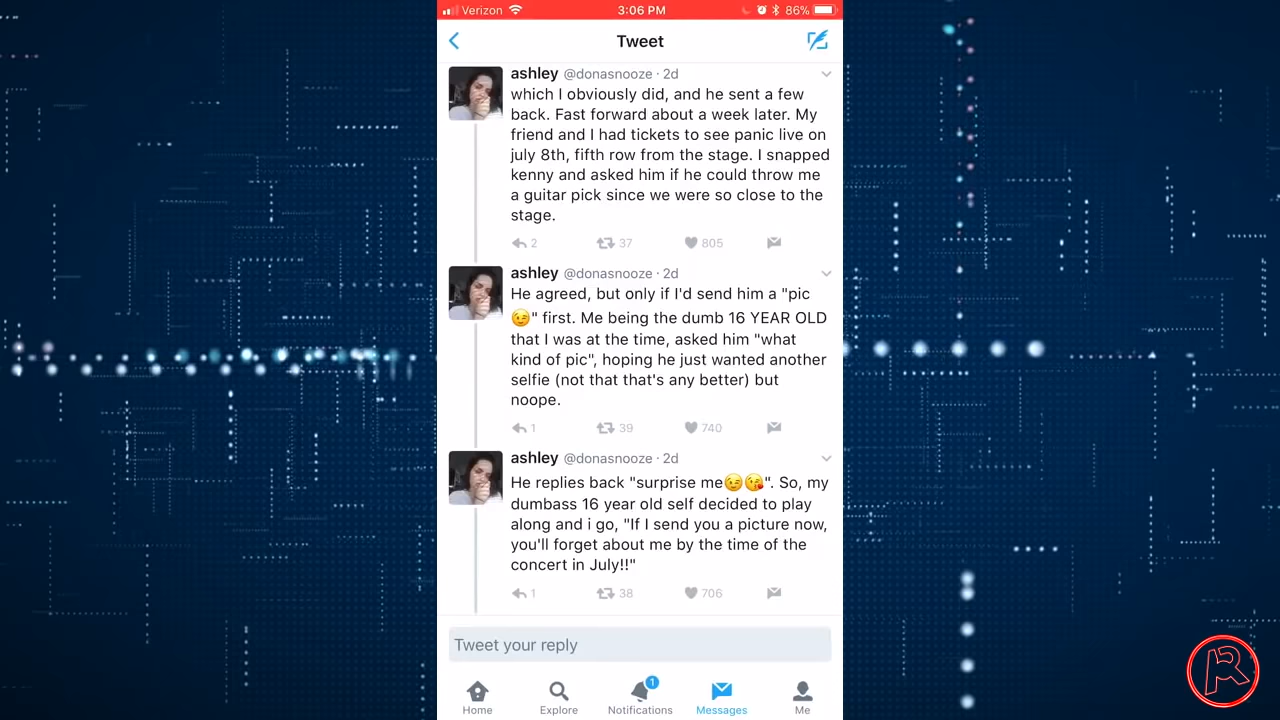 Verizon 3:06 PM 86%
Tweet
ashley @donasnooze · 2d
which I obviously did, and he sent a few
back. Fast forward about a week later. My
friend and I had tickets to see panic live on
july 8th, fifth row from the stage. I snapped
kenny and asked him if he could throw me
a guitar pick since we were so close to the
stage.
2 37 805
ashley @donasnooze · 2d
He agreed, but only if I'd send him a "pic
😉" first. Me being the dumb 16 YEAR OLD
that I was at the time, asked him "what
kind of pic", hoping he just wanted another
selfie (not that that's any better) but
noope.
1 39 740
ashley @donasnooze · 2d
He replies back "surprise me😉😘". So, my
dumbass 16 year old self decided to play
along and i go, "If I send you a picture now,
you'll forget about me by the time of the
concert in July!!"
1 38 706
Tweet your reply
1
Home Explore Notifications Messages Me